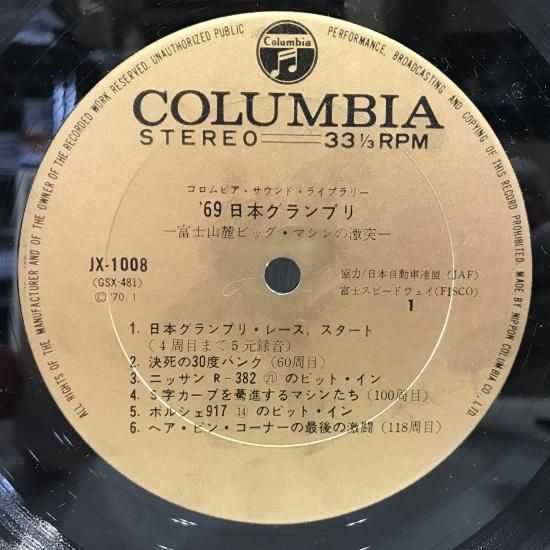 ALL RIGHTS OF THE MANUFACTURER AND OF THE OWNER OF THE RECORDED WORK RESERVED. UNAUTHORIZED PUBLIC PERFORMANCE, BROADCASTING AND COPYING OF THIS RECORD PROHIBITED. MADE BY NIPPON COLUMBIA CO., LTD.
Columbia
COLUMBIA
STEREO 33 1/3 RPM
コロムビア・サウンド・ライブラリー
'69 日本グランプリ
―富士山麓ビッグ・マシンの激突―
JX-1008
(GSX-481)
Ⓒ '70. 1
協力/日本自動車連盟 (JAF)
富士スピードウェイ(FISCO)
1
1. 日本グランプリ・レース, スタート
(4周目まで5元録音)
2. 決死の30度バンク (60周目)
3. ニッサン R-382 ㉑ のピット・イン
4. S字カーブを驀進するマシンたち (100周目)
5. ポルシェ917 ⑭ のピット・イン
6. ヘア・ピン・コーナーの最後の激闘 (118周目)